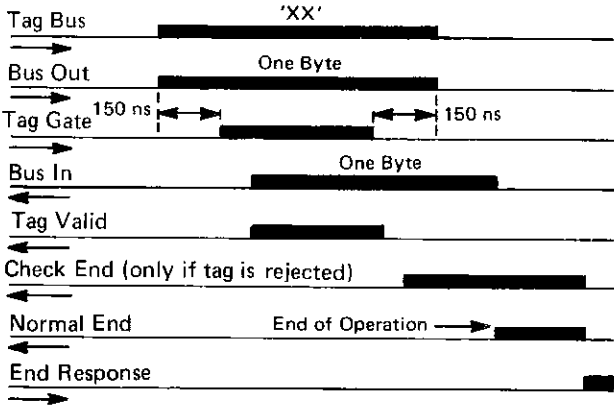 Tag Bus
'XX'
Bus Out
One Byte
150 ns
150 ns
Tag Gate
Bus In
One Byte
Tag Valid
Check End (only if tag is rejected)
Normal End
End of Operation
End Response